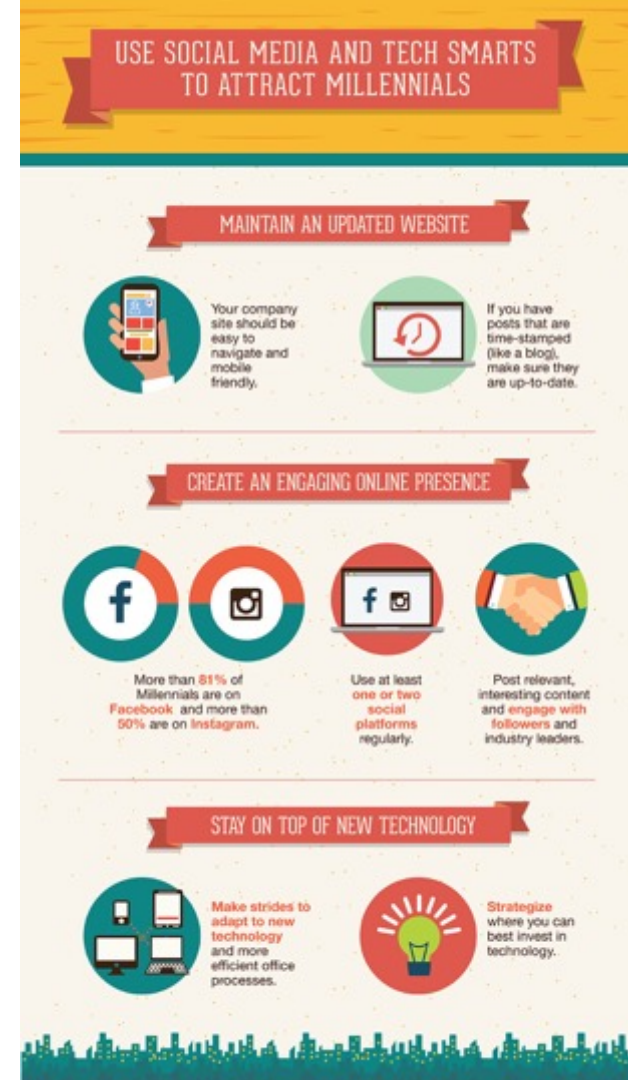 USE SOCIAL MEDIA AND TECH SMARTS
TO ATTRACT MILLENNIALS
MAINTAIN AN UPDATED WEBSITE
Your company
site should be
easy to
navigate and
mobile
friendly.
If you have
posts that are
time-stamped
(like a blog),
make sure they
are up-to-date.
CREATE AN ENGAGING ONLINE PRESENCE
More than 81% of
Millennials are on
Facebook and more than
50% are on Instagram.
Use at least
one or two
social
platforms
regularly.
Post relevant,
interesting content
and engage with
followers and
industry leaders.
STAY ON TOP OF NEW TECHNOLOGY
Make strides to
adapt to new
technology
and more
efficient office
processes.
Strategize
where you can
best invest in
technology.